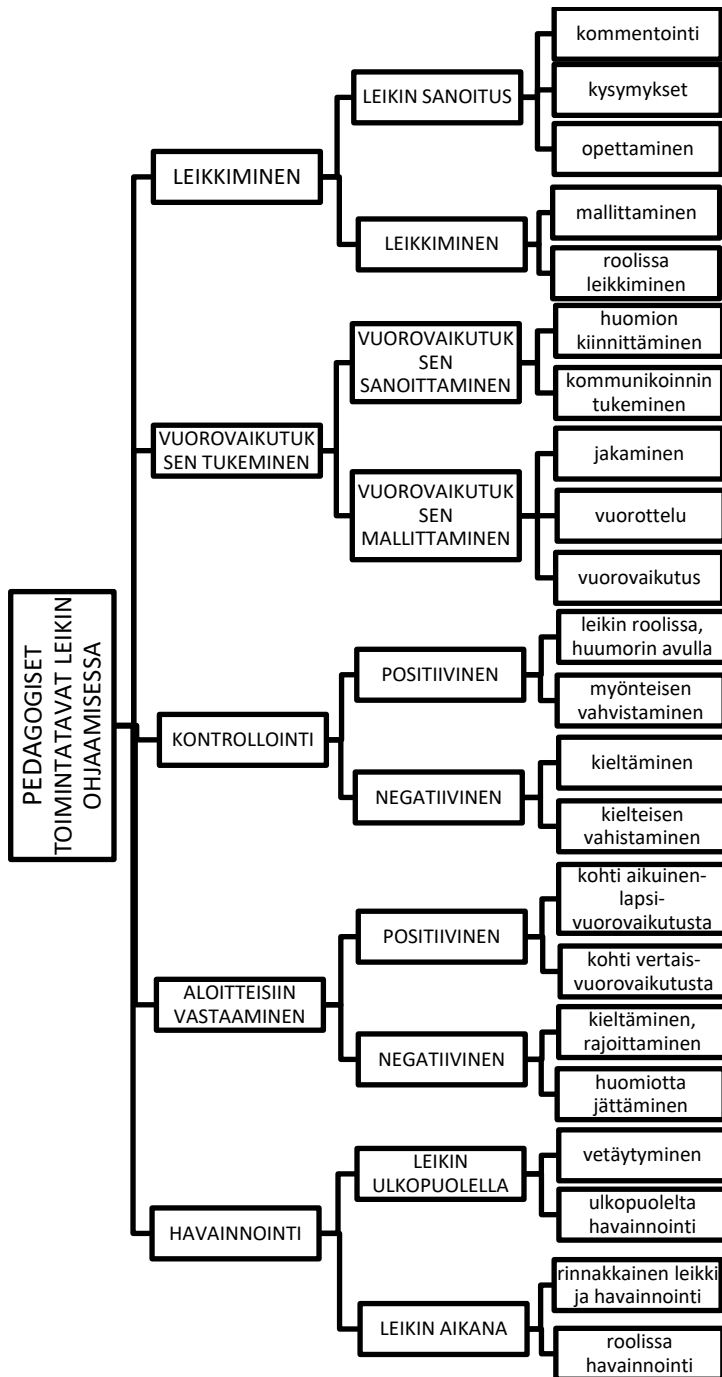 PEDAGOGISET
TOIMINTATAVAT LEIKIN
OHJAAMISESSA
LEIKKIMINEN
LEIKIN SANOITUS
kommentointi
kysymykset
opettaminen
LEIKKIMINEN
mallittaminen
roolissa
leikkiminen
VUOROVAIKUTUK
SEN TUKEMINEN
VUOROVAIKUTUK
SEN
SANOITTAMINEN
huomion
kiinnittäminen
kommunikoinnin
tukeminen
VUOROVAIKUTUK
SEN
MALLITTAMINEN
jakaminen
vuorottelu
vuorovaikutus
KONTROLLOINTI
POSITIIVINEN
leikin roolissa,
huumorin avulla
myönteisen
vahvistaminen
NEGATIIVINEN
kieltäminen
kielteisen
vahistaminen
ALOITTEISIIN
VASTAAMINEN
POSITIIVINEN
kohti aikuinen-
lapsi-
vuorovaikutusta
kohti vertais-
vuorovaikutusta
NEGATIIVINEN
kieltäminen,
rajoittaminen
huomiotta
jättäminen
HAVAINNOINTI
LEIKIN
ULKOPUOLELLA
vetäytyminen
ulkopuolelta
havainnointi
LEIKIN AIKANA
rinnakkainen leikki
ja havainnointi
roolissa
havainnointi